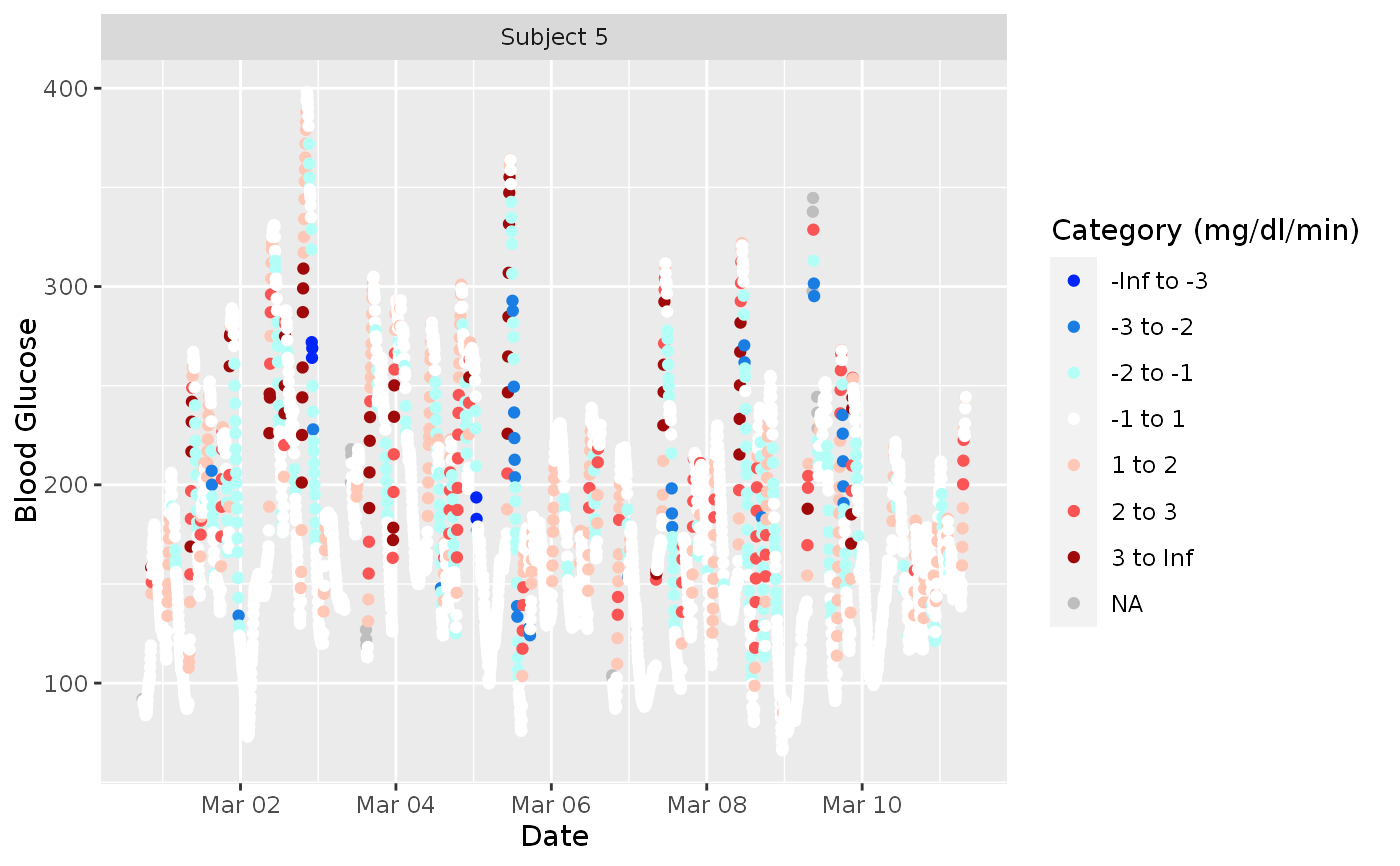 Subject 5
400
300
200
100
Blood Glucose
Mar 02
Mar 04
Mar 06
Mar 08
Mar 10
Date
Category (mg/dl/min)
-Inf to -3
-3 to -2
-2 to -1
-1 to 1
1 to 2
2 to 3
3 to Inf
NA